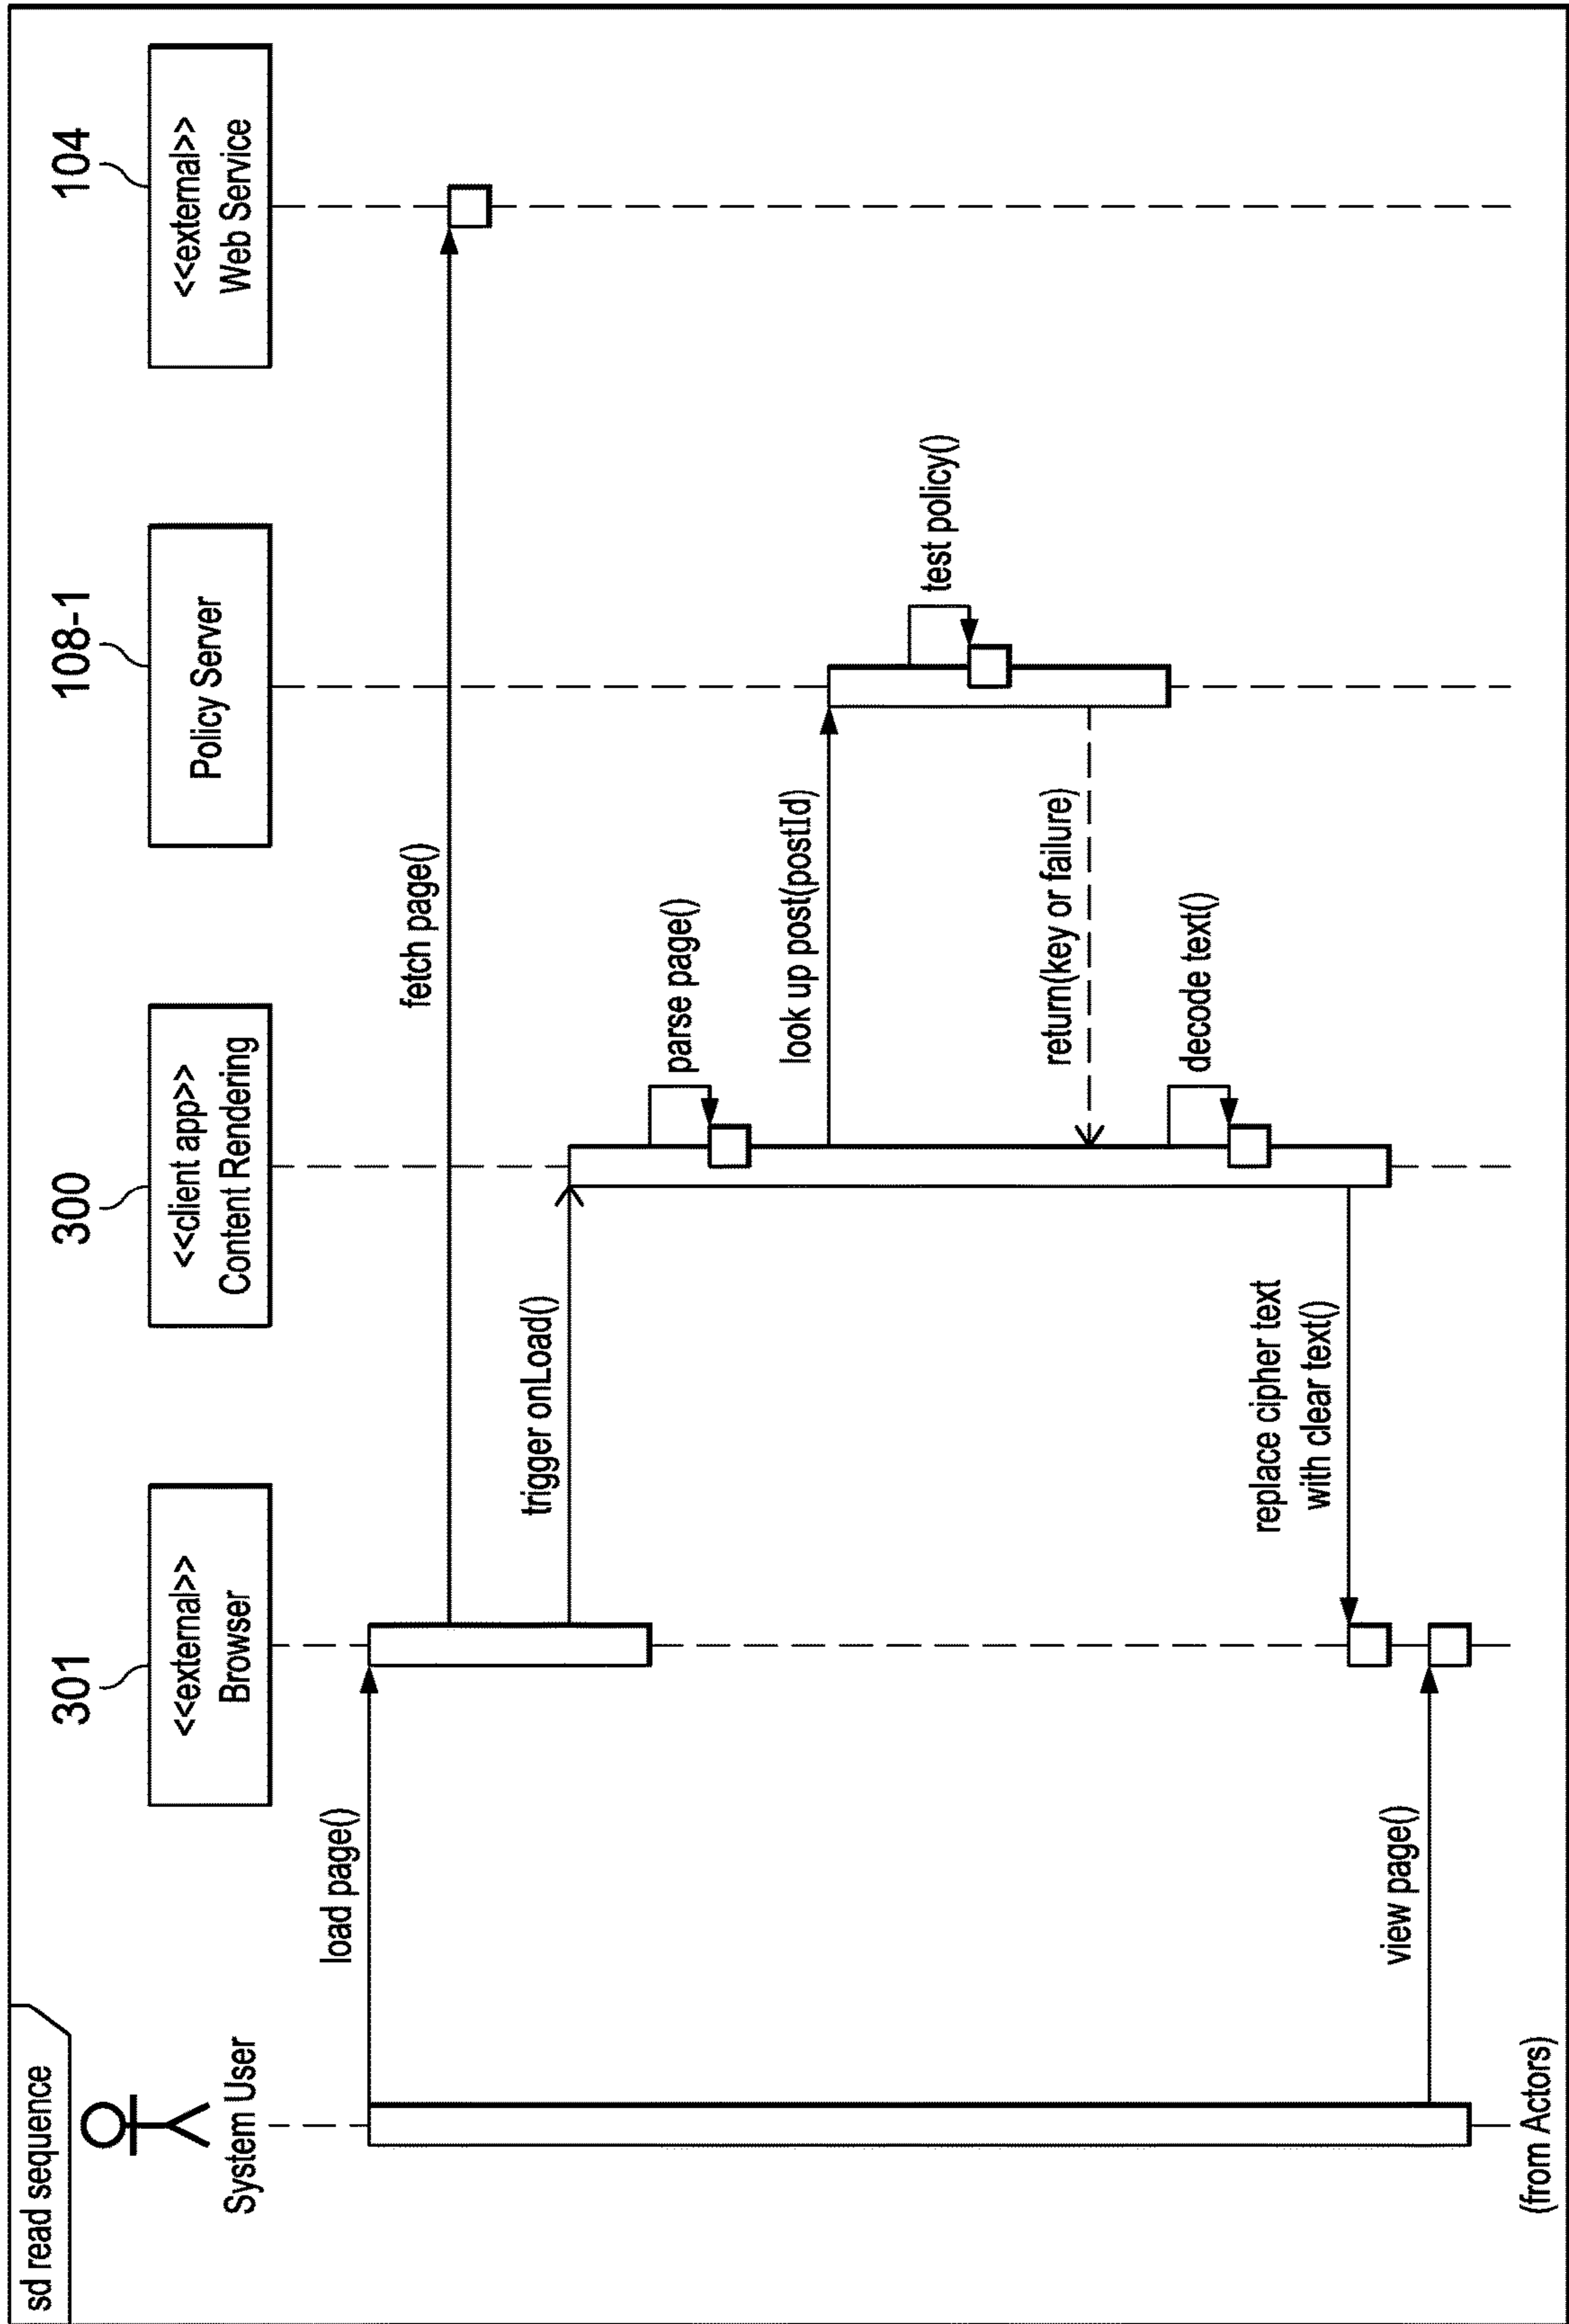 sd read sequence
System User
301
<<external>>
Browser
300
<<client app>>
Content Rendering
108-1
Policy Server
104
<<external>>
Web Service
load page()
fetch page()
trigger onLoad()
parse page()
look up post(postId)
test policy()
return(key or failure)
decode text()
replace cipher text
with clear text()
view page()
(from Actors)